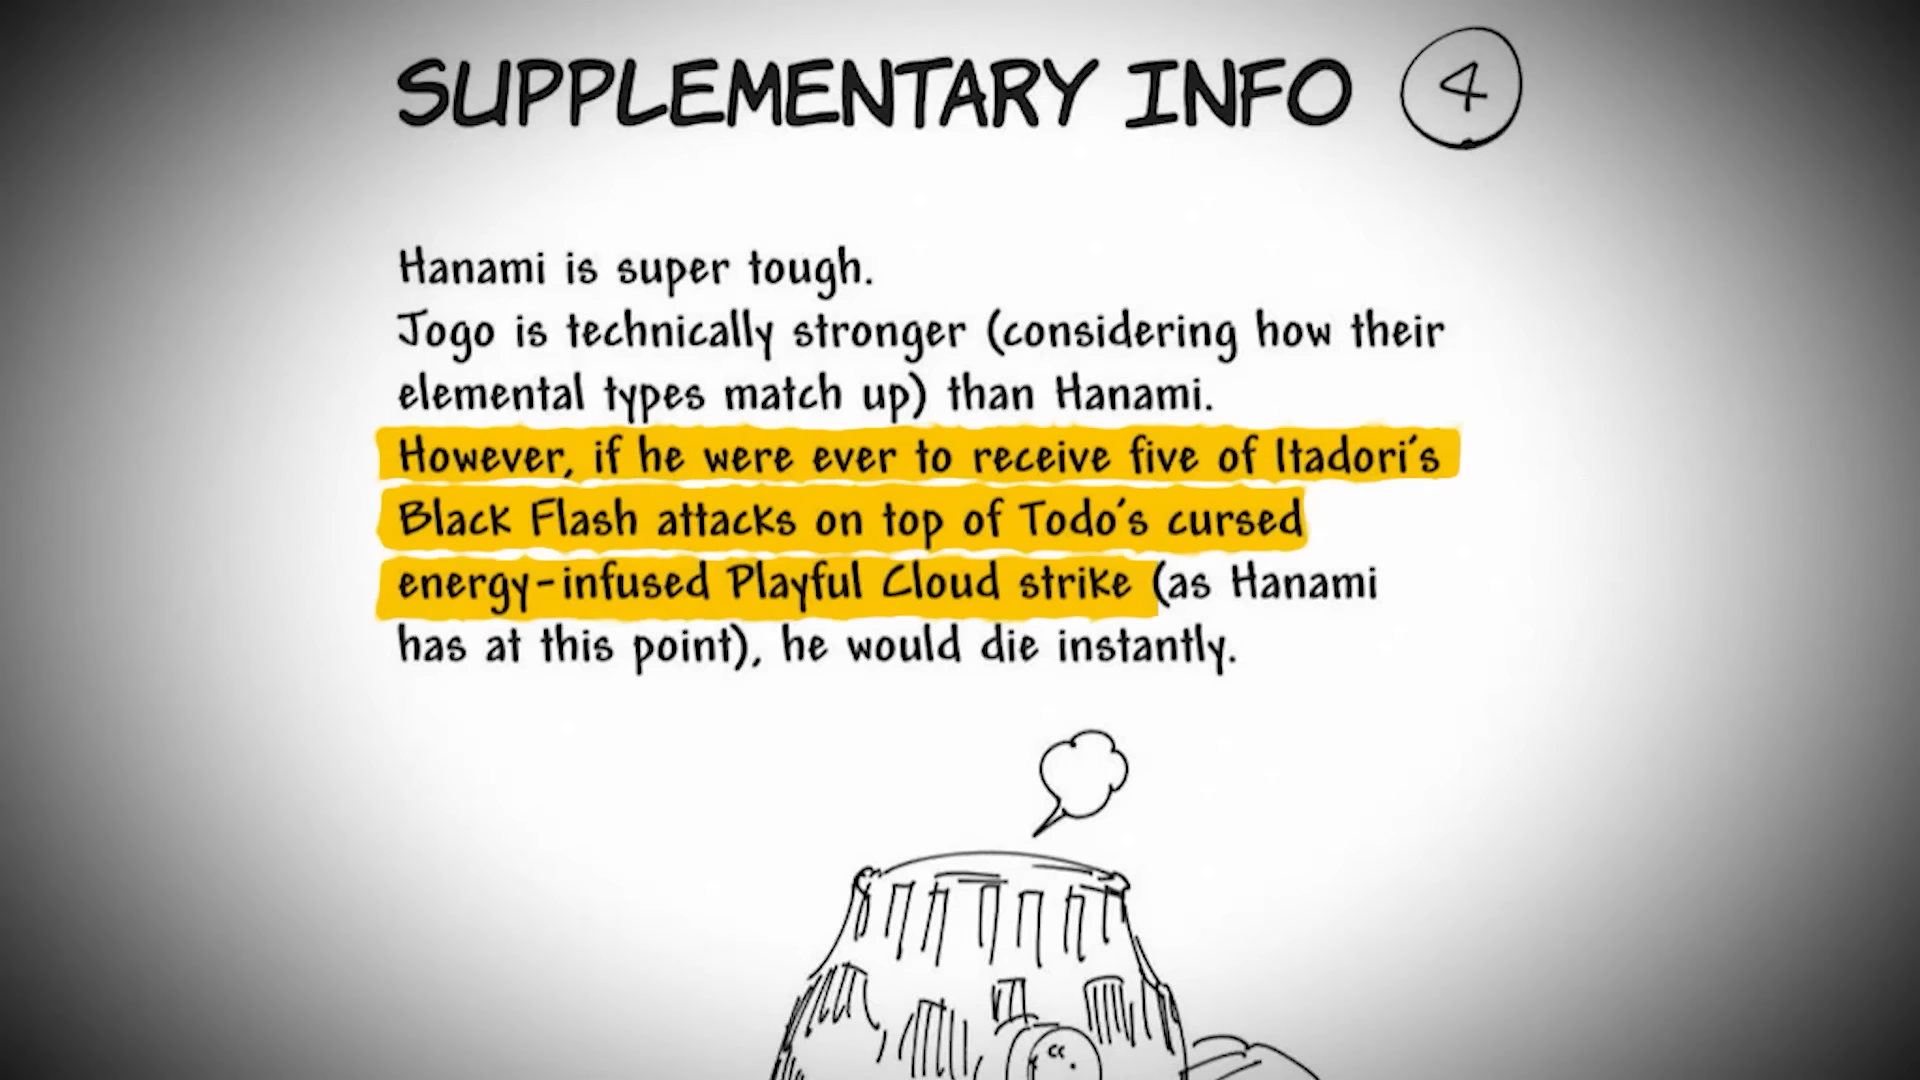 SUPPLEMENTARY INFO 4
Hanami is super tough.
Jogo is technically stronger (considering how their
elemental types match up) than Hanami.
However, if he were ever to receive five of Itadori's
Black Flash attacks on top of Todo's cursed
energy-infused Playful Cloud strike (as Hanami
has at this point), he would die instantly.